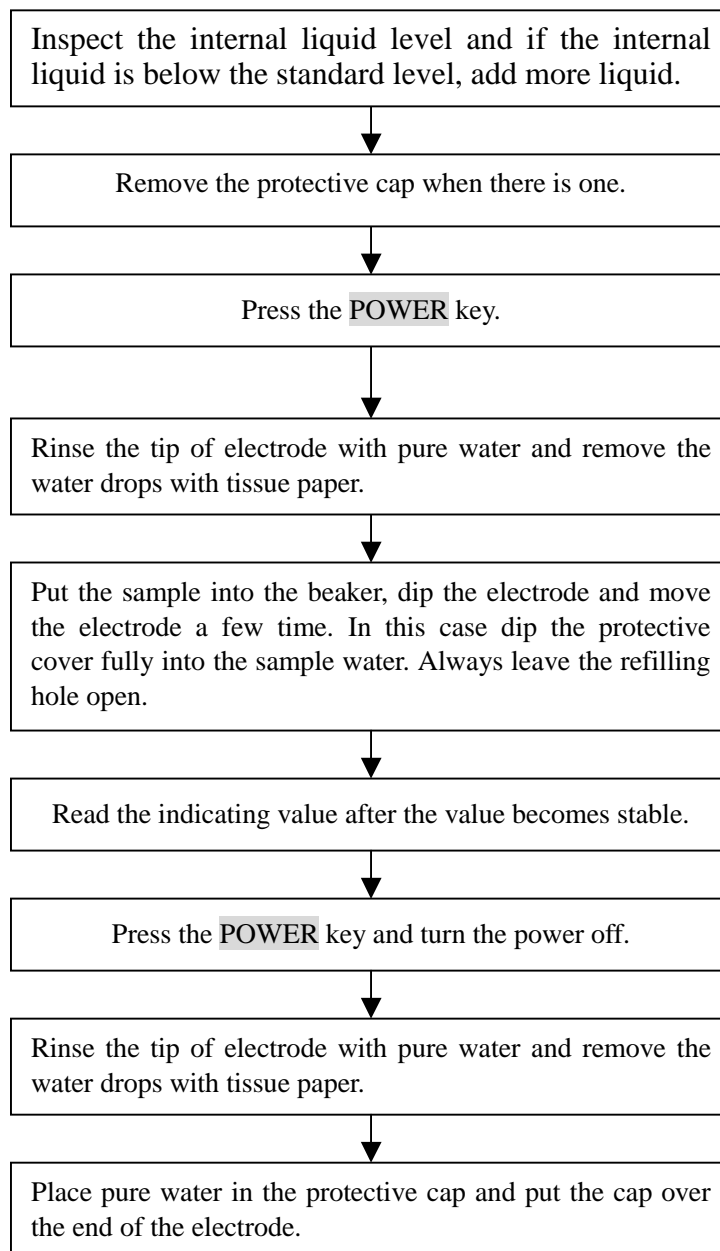 Inspect the internal liquid level and if the internal
liquid is below the standard level, add more liquid.
Remove the protective cap when there is one.
Press the POWER key.
Rinse the tip of electrode with pure water and remove the
water drops with tissue paper.
Put the sample into the beaker, dip the electrode and move
the electrode a few time. In this case dip the protective
cover fully into the sample water. Always leave the refilling
hole open.
Read the indicating value after the value becomes stable.
Press the POWER key and turn the power off.
Rinse the tip of electrode with pure water and remove the
water drops with tissue paper.
Place pure water in the protective cap and put the cap over
the end of the electrode.